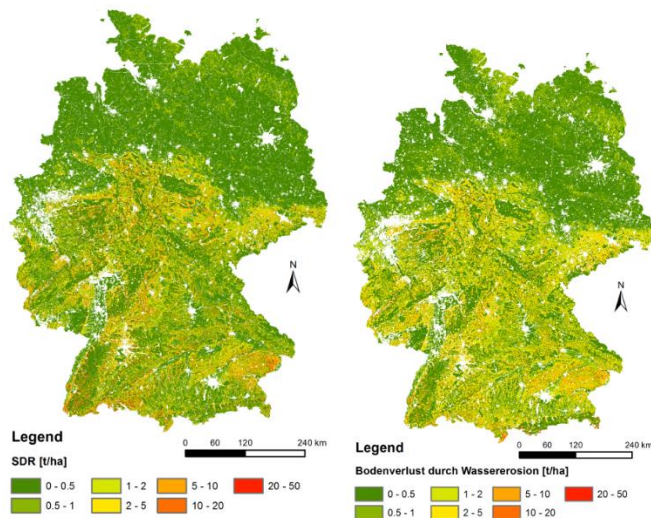 N
N
Legend
0 60 120 240 km
SDR [t/ha]
0 - 0.5 1 - 2 5 - 10 20 - 50
0.5 - 1 2 - 5 10 - 20
0 60 120 240 km
Legend
Bodenverlust durch Wassererosion [t/ha]
0 - 0.5 1 - 2 5 - 10 20 - 50
0.5 - 1 2 - 5 10 - 20